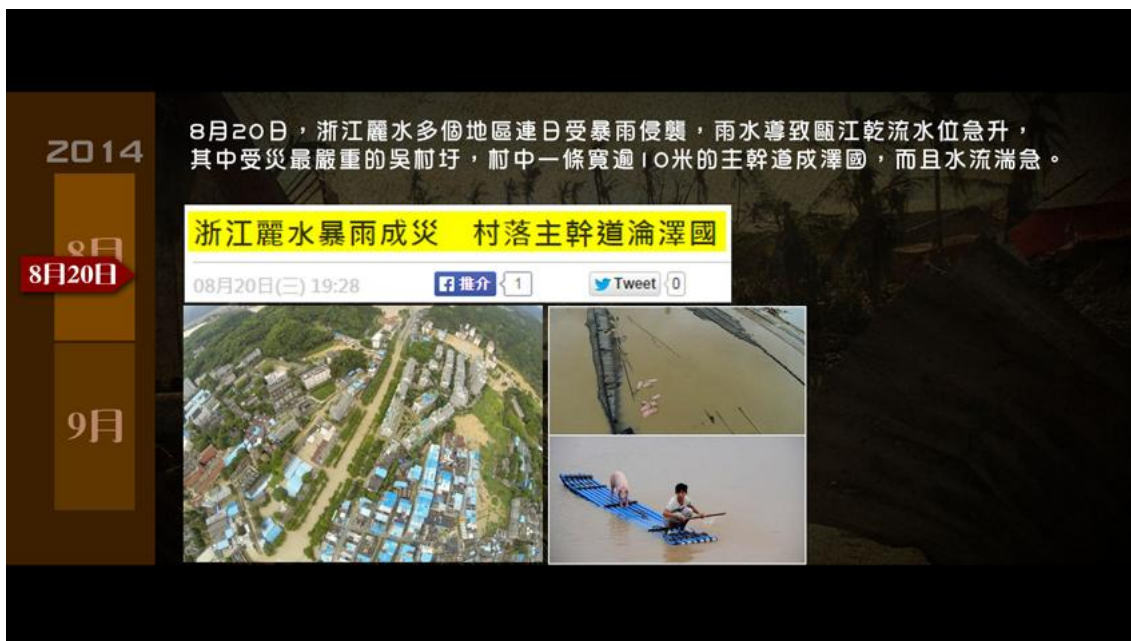 2014
8月
8月20日
9月
8月20日，浙江麗水多個地區連日受暴雨侵襲，雨水導致甌江乾流水位急升，
其中受災最嚴重的吳村圩，村中一條寬逾10米的主幹道成澤國，而且水流湍急。
浙江麗水暴雨成災　村落主幹道淪澤國
08月20日(三) 19:28 推介 1 Tweet 0